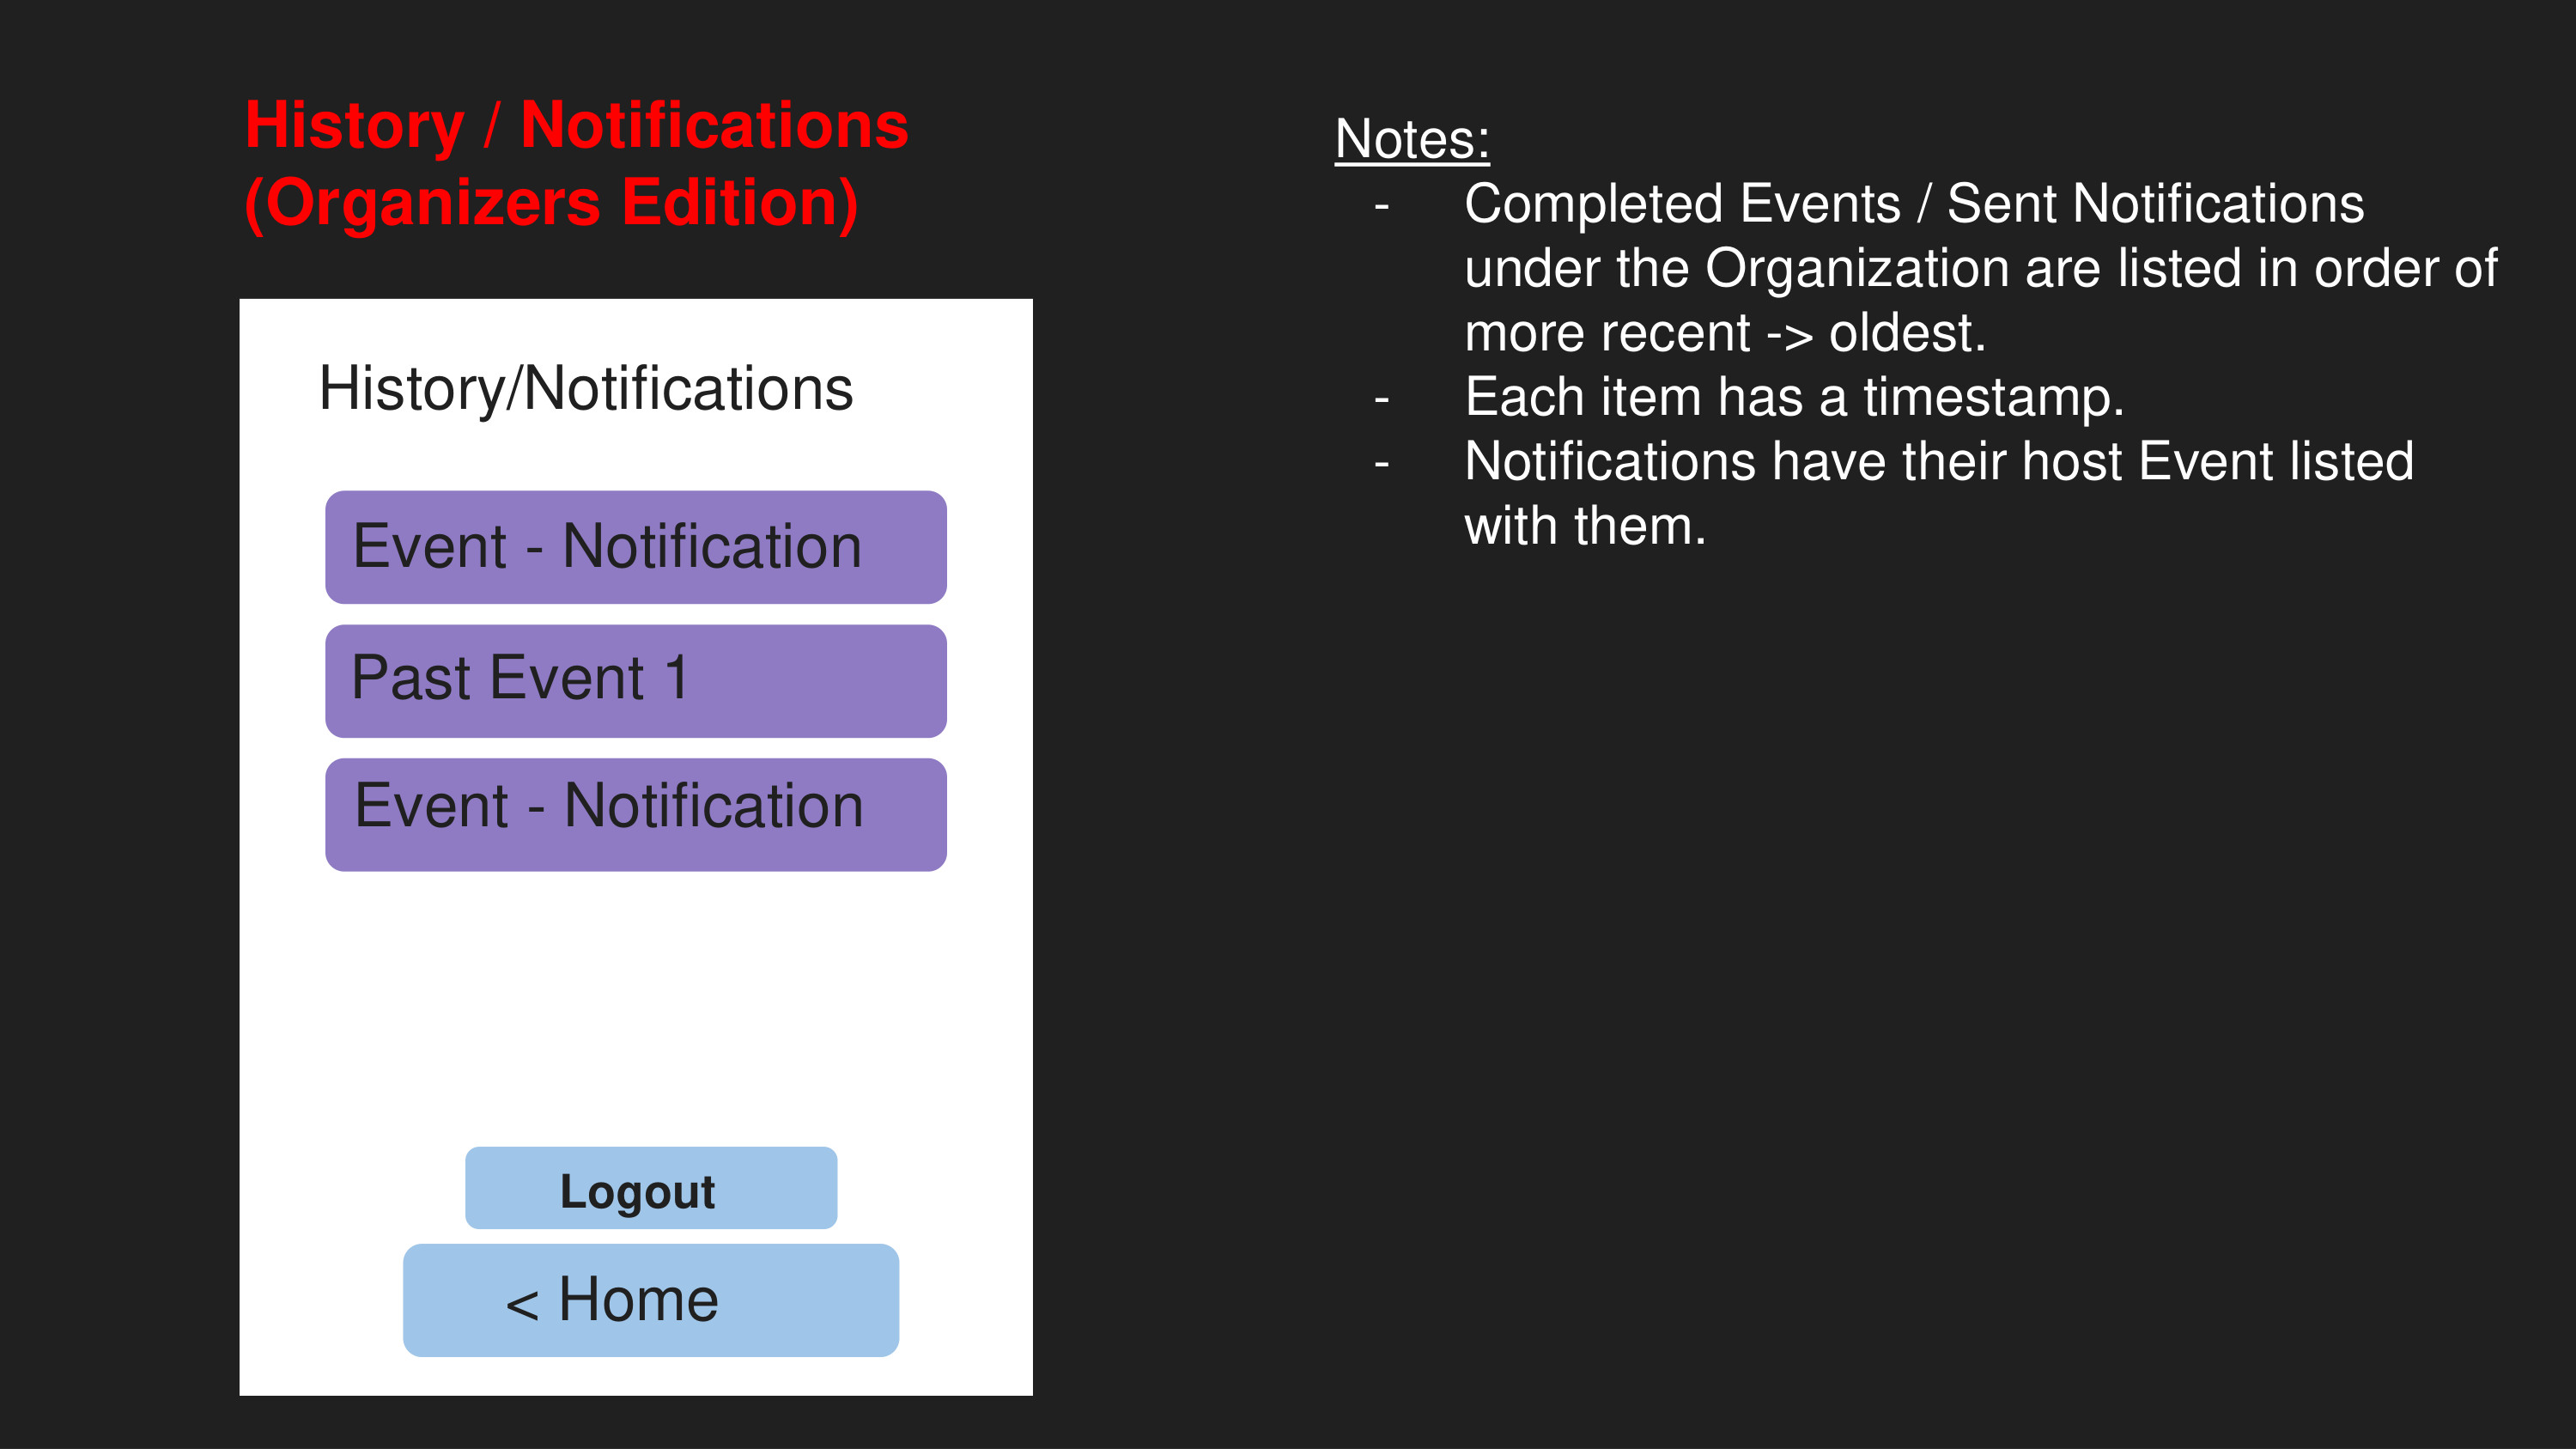 History / Notifications
(Organizers Edition)
History/Notifications
Event - Notification
Past Event 1
Event - Notification
Logout
< Home
Notes:
- Completed Events / Sent Notifications
under the Organization are listed in order of
more recent -> oldest.
- Each item has a timestamp.
- Notifications have their host Event listed
with them.